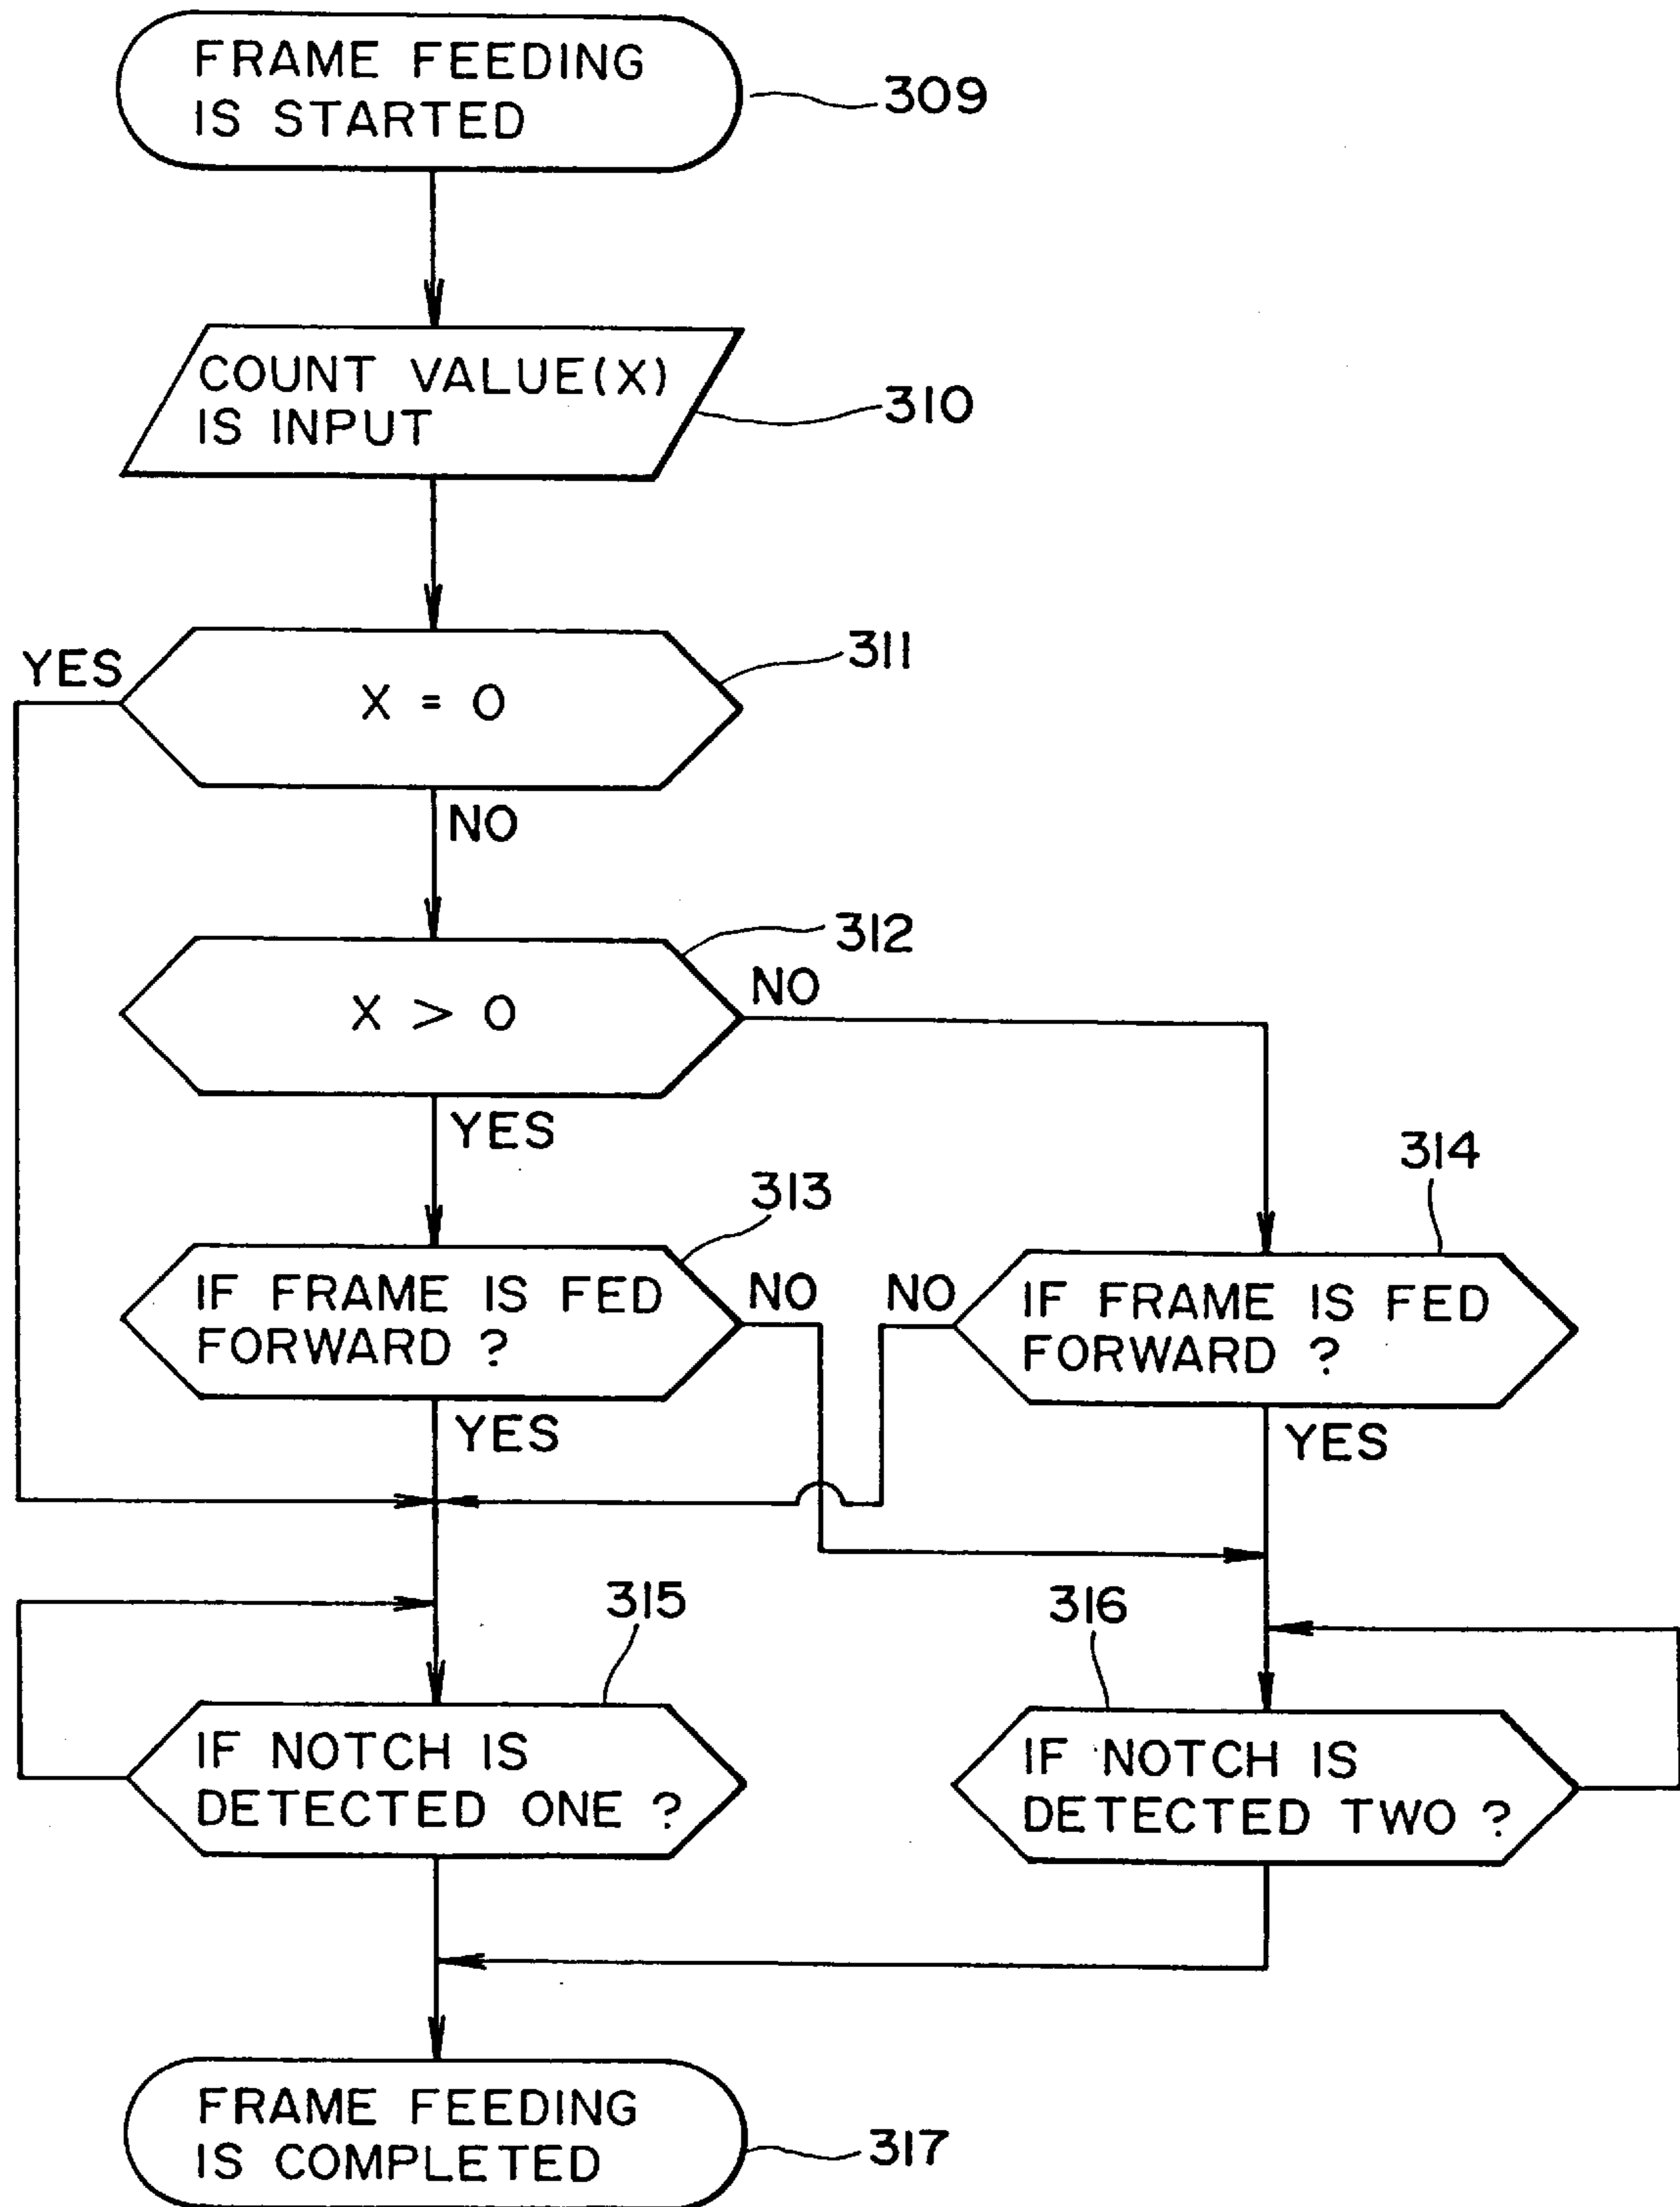 FRAME FEEDING
IS STARTED
309
COUNT VALUE(X)
IS INPUT
310
311
YES
X = 0
NO
312
NO
X > 0
YES
313
314
IF FRAME IS FED
FORWARD ?
NO
NO
IF FRAME IS FED
FORWARD ?
YES
YES
315
316
IF NOTCH IS
DETECTED ONE ?
IF NOTCH IS
DETECTED TWO ?
FRAME FEEDING
IS COMPLETED
317